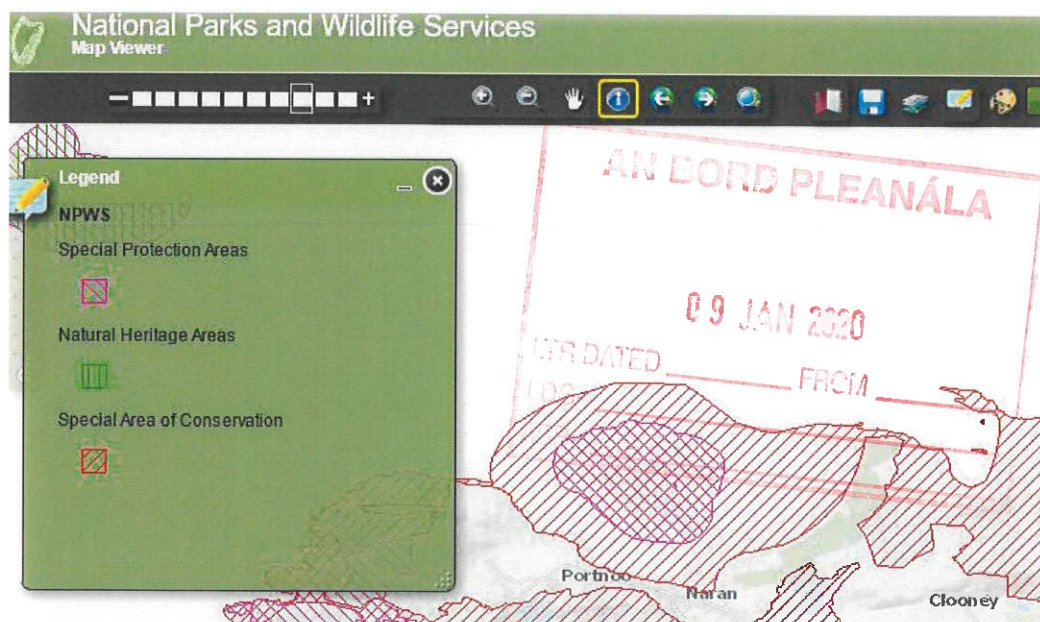 National Parks and Wildlife Services
Map Viewer
Legend
NPWS
Special Protection Areas
Natural Heritage Areas
Special Area of Conservation
AN BORD PLEANÁLA
09 JAN 2020
LTR DATED FROM
Portnoo
Naran
Clooney